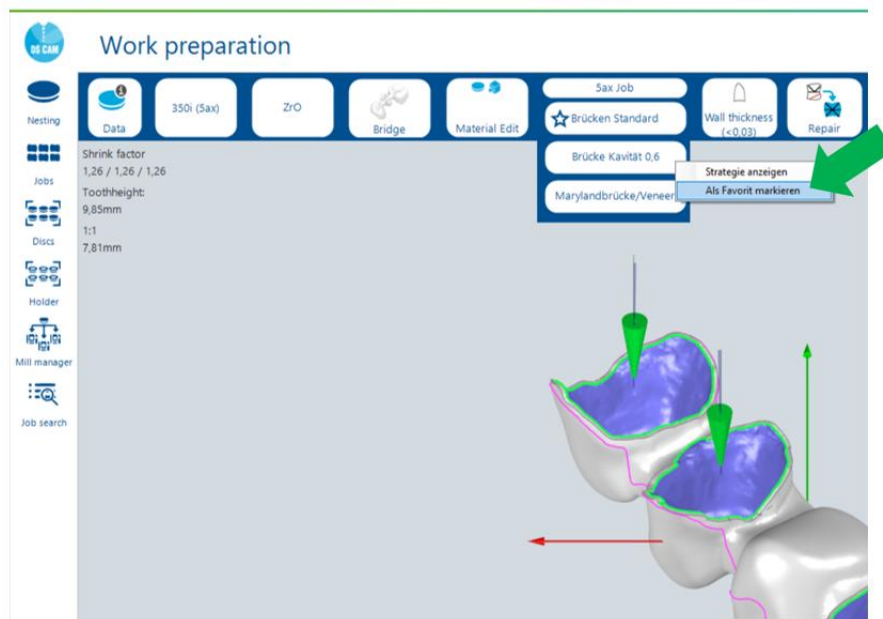 DS CAM
Work preparation
Nesting
Jobs
Discs
Holder
Mill manager
Job search
Data
350i (5ax)
ZrO
Bridge
Material Edit
5ax Job
Brücken Standard
Brücke Kavität 0,6
Marylandbrücke/Veneer
Wall thickness
(<0,03)
Repair
Strategie anzeigen
Als Favorit markieren
Shrink factor
1,26 / 1,26 / 1,26
Toothheight:
9,85mm
1:1
7,81mm